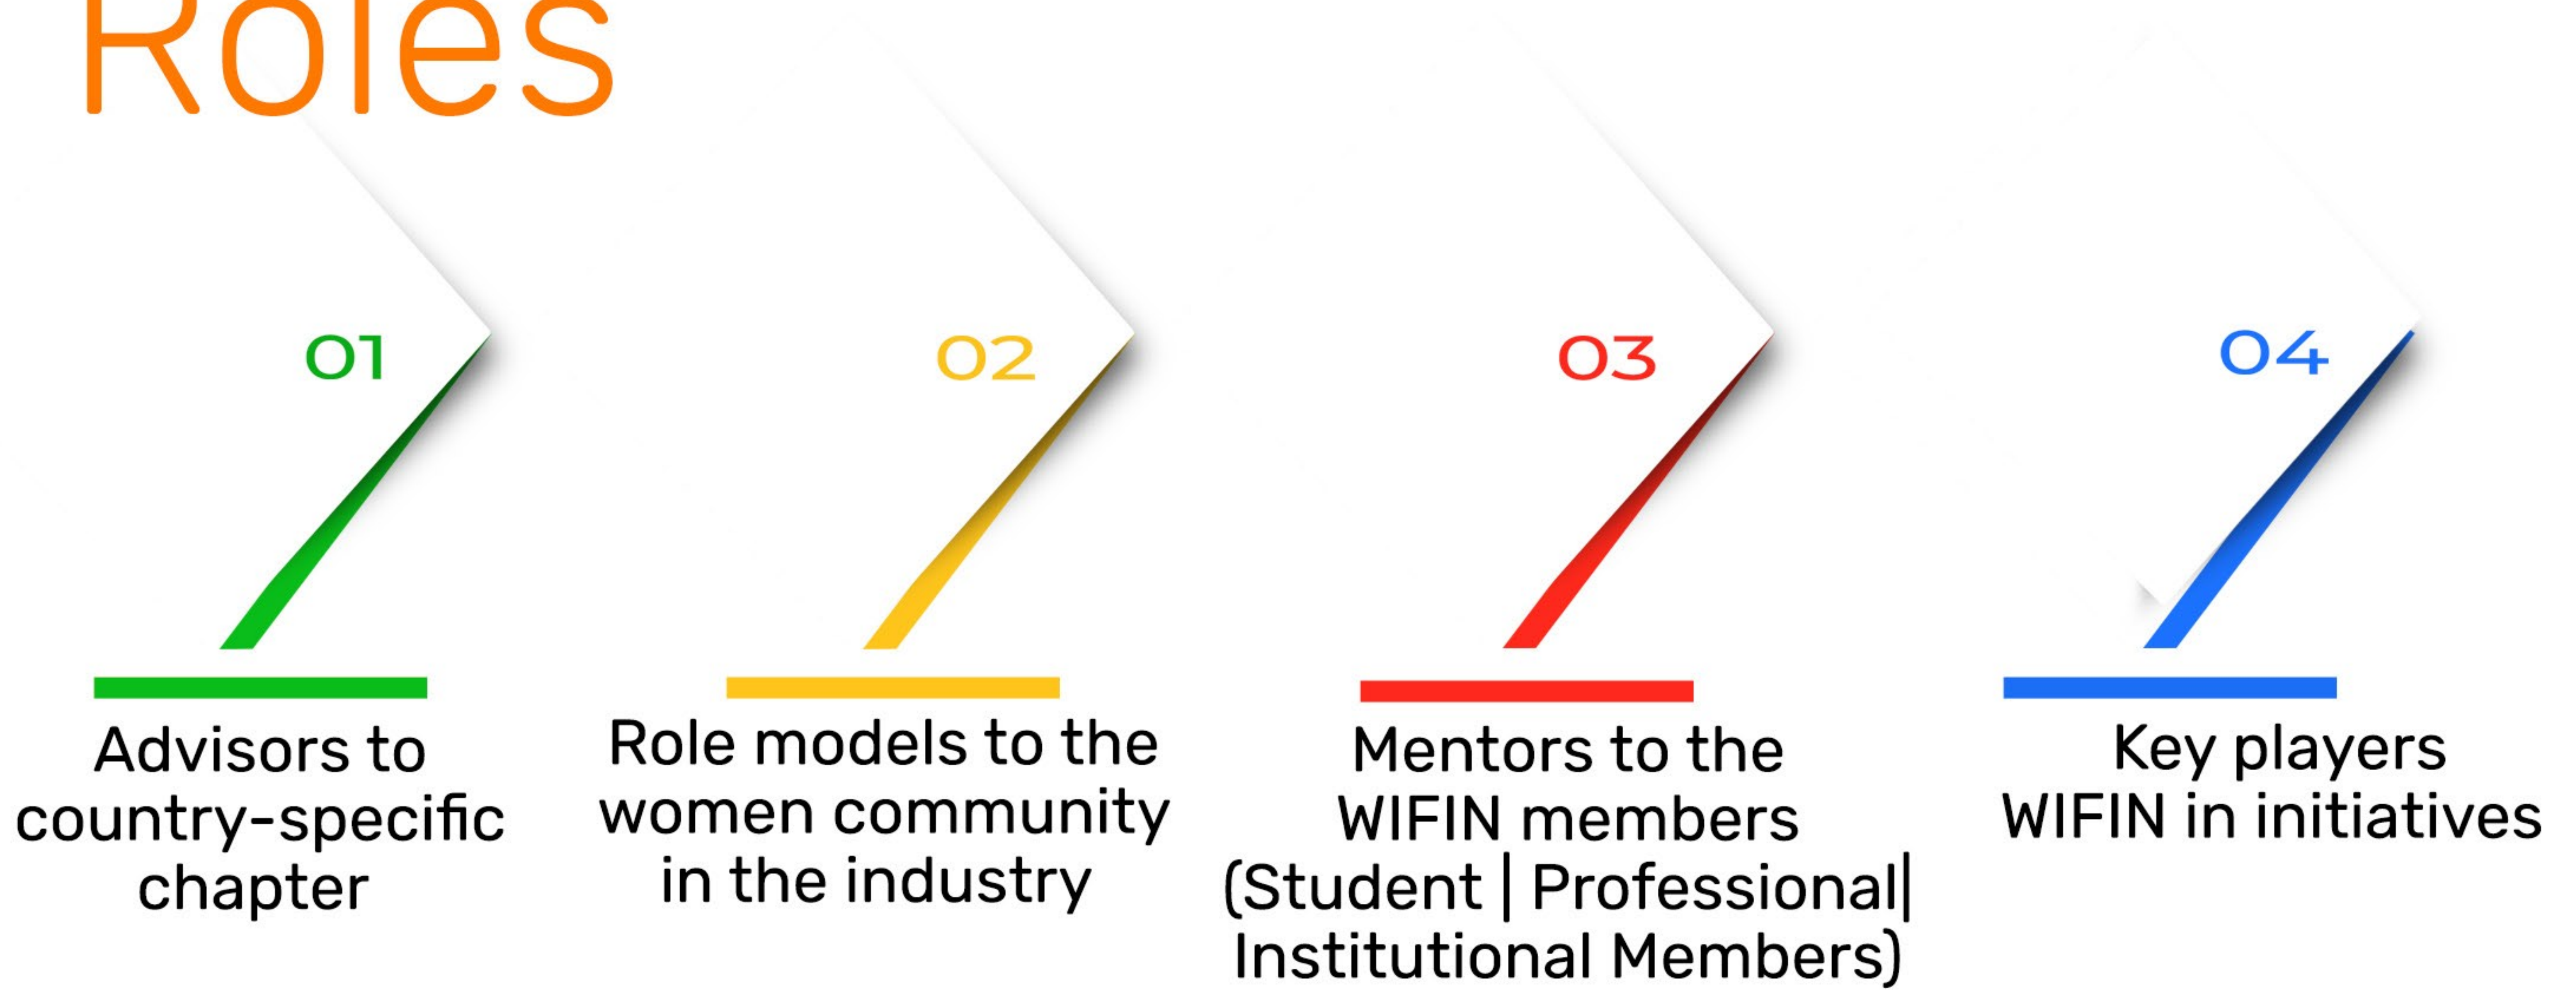 Roles
01
Advisors to
country-specific
chapter
02
Role models to the
women community
in the industry
03
Mentors to the
WIFIN members
(Student | Professional|
Institutional Members)
04
Key players
WIFIN in initiatives